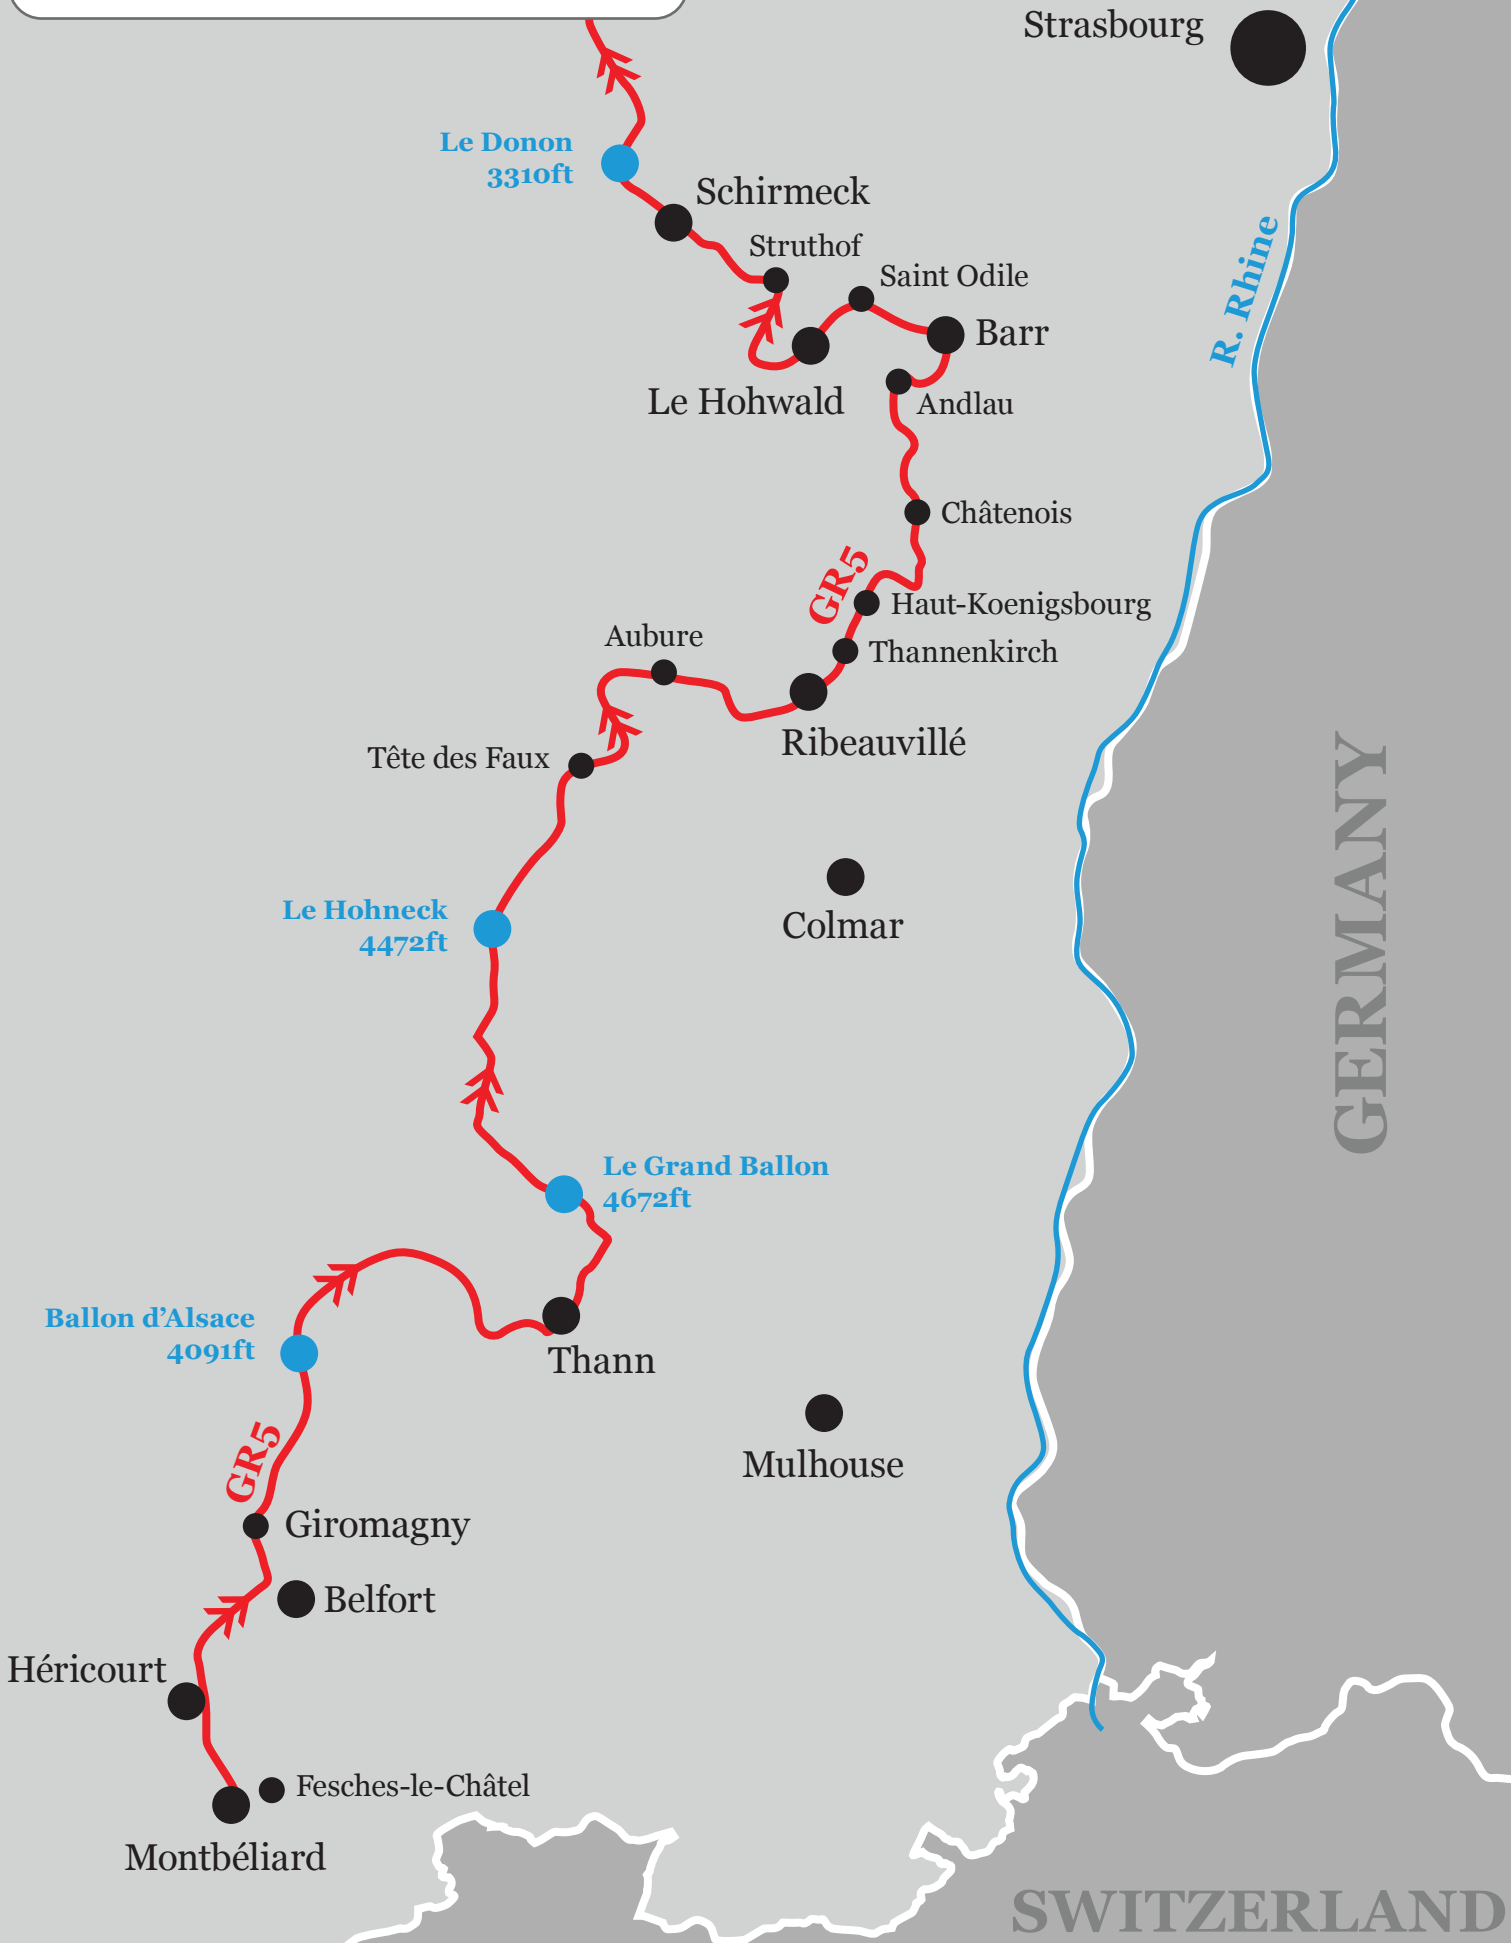 Strasbourg
Le Donon
3310ft
Schirmeck
Struthof
Saint Odile
R. Rhine
Barr
Le Hohwald
Andlau
Châtenois
GR5
Haut-Koenigsbourg
Aubure
Thannenkirch
Ribeauvillé
Tête des Faux
GERMANY
Le Hohneck
4472ft
Colmar
Le Grand Ballon
4672ft
Ballon d’Alsace
4091ft
Thann
GR5
Mulhouse
Giromagny
Belfort
Héricourt
Fesches-le-Châtel
Montbéliard
SWITZERLAND